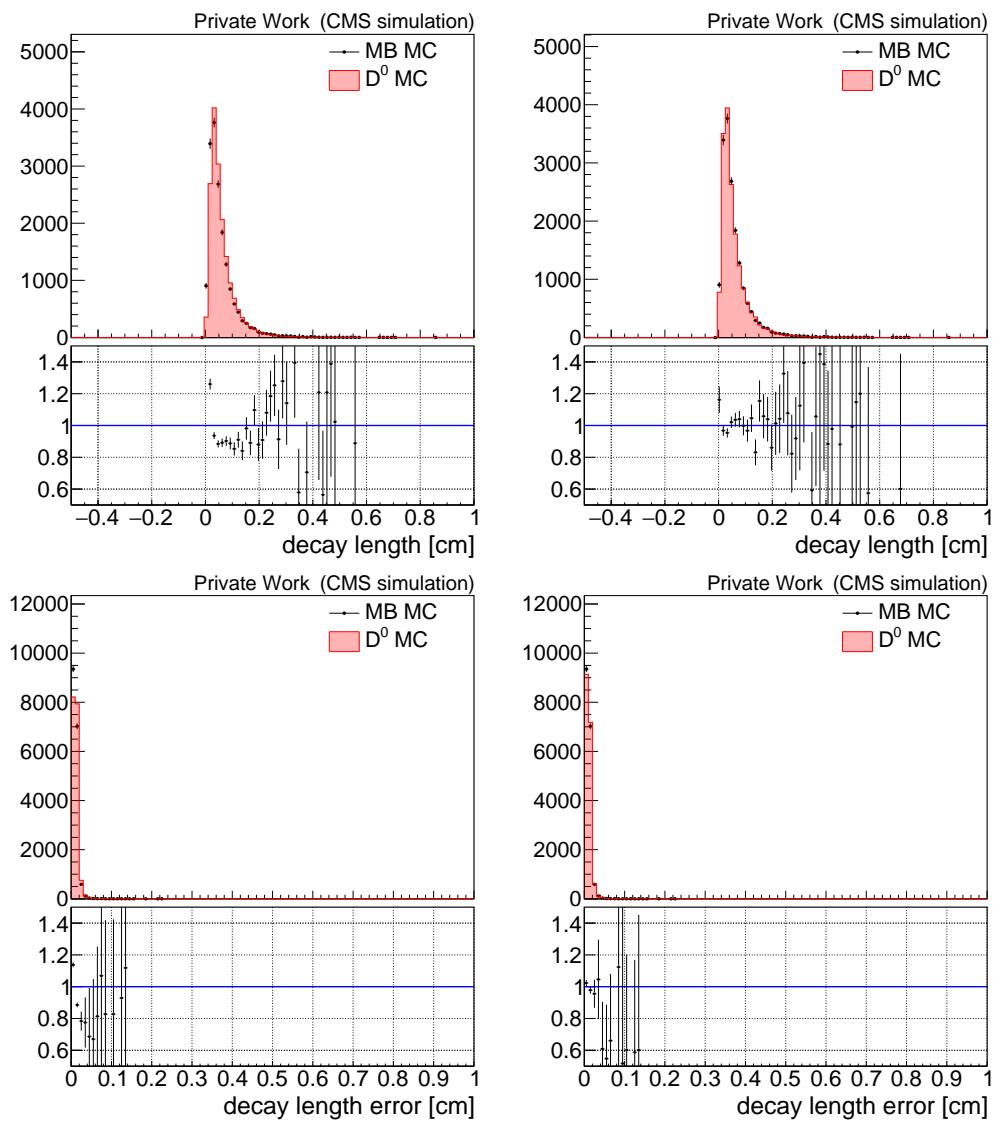 Private Work (CMS simulation)
5000
4000
3000
2000
1000
0
MB MC
D⁰ MC
1.4
1.2
1
0.8
0.6
−0.4 −0.2 0 0.2 0.4 0.6 0.8 1
decay length [cm]
Private Work (CMS simulation)
5000
4000
3000
2000
1000
0
MB MC
D⁰ MC
1.4
1.2
1
0.8
0.6
−0.4 −0.2 0 0.2 0.4 0.6 0.8 1
decay length [cm]
Private Work (CMS simulation)
12000
10000
8000
6000
4000
2000
0
MB MC
D⁰ MC
1.4
1.2
1
0.8
0.6
0 0.1 0.2 0.3 0.4 0.5 0.6 0.7 0.8 0.9 1
decay length error [cm]
Private Work (CMS simulation)
12000
10000
8000
6000
4000
2000
0
MB MC
D⁰ MC
1.4
1.2
1
0.8
0.6
0 0.1 0.2 0.3 0.4 0.5 0.6 0.7 0.8 0.9 1
decay length error [cm]